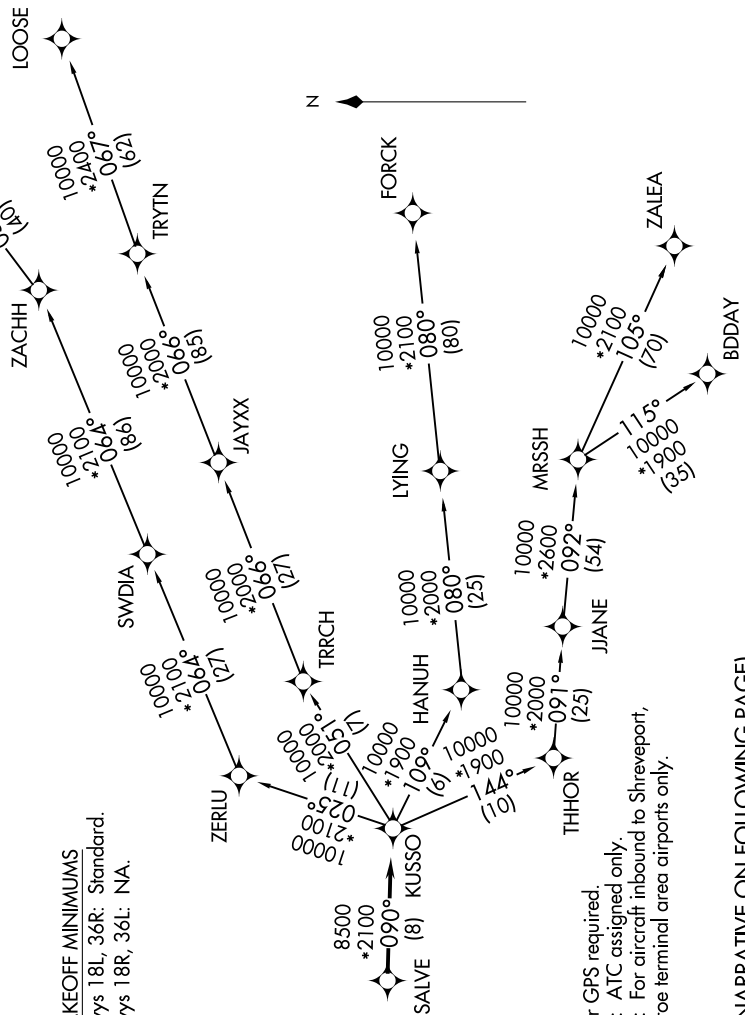 LOOSE
10000
*2400
067°
(62)
N
TRYTN
(40)
ZACHH
10000
*2000
066°
(85)
FORCK
10000
*2100
080°
(80)
ZALEA
10000
*2100
105°
(70)
BDDAY
10000
*2100
064°
(86)
JAYXX
LYING
MRSSH
115°
10000
*1900
(35)
SWDIA
10000
*2000
066°
(27)
10000
*2000
080°
(25)
10000
*2600
092°
(54)
10000
*2100
064°
(27)
TRRCH
HANUH
JJANE
10000
*2000
091°
(25)
ZERLU
10000
*2100
025°
(11)
10000
*2000
051°
(7)
10000
*1900
109°
(6)
10000
*1900
144°
(10)
THHOR
KUSSO
8500
*2100
090°
(8)
SALVE
KEOFF MINIMUMS
ys 18L, 36R: Standard.
ys 18R, 36L: NA.
r GPS required.
: ATC assigned only.
: For aircraft inbound to Shreveport,
oe terminal area airports only.
NARRATIVE ON FOLLOWING PAGE)